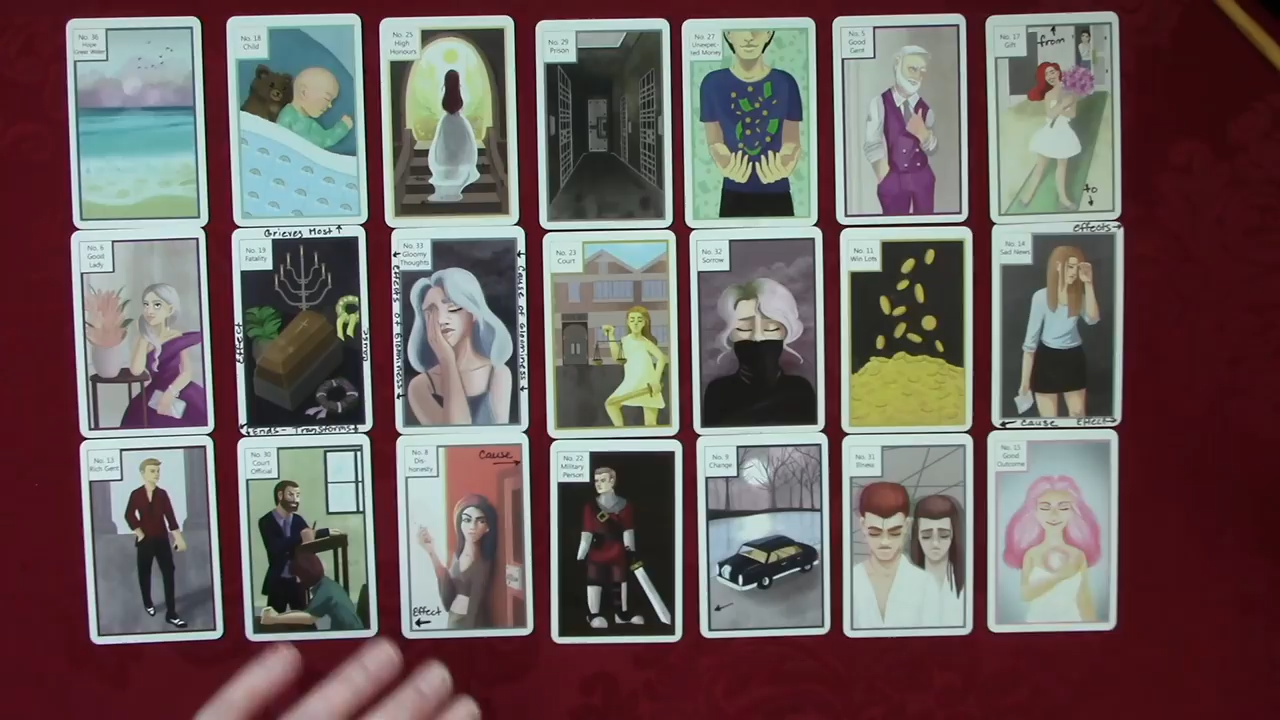 No. 36
Hope
Great Water
No. 18
Child
No. 25
High
Honours
No. 29
Prison
No. 27
Unexpec-
ted Money
No. 5
Good
Gent
No. 17
Gift
from
to
No. 6
Good
Lady
Grieves Most
No. 19
Fatality
Effect
Cause
Ends - Transforms
No. 33
Gloomy
Thoughts
Effects of Gloominess
Cause of Gloominess
No. 23
Court
No. 32
Sorrow
No. 11
Win Lots
effects
No. 14
Sad News
Cause Effect
No. 13
Rich Gent
No. 30
Court
Official
No. 8
Dis-
honesty
Cause
Effect
No. 22
Military
Person
No. 9
Change
No. 31
Illness
No. 15
Good
Outcome